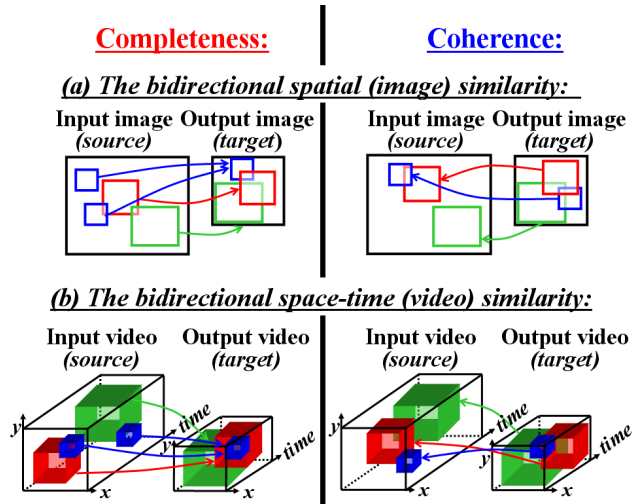 Completeness: Coherence:
(a) The bidirectional spatial (image) similarity:
Input image Output image Input image Output image
(source) (target) (source) (target)
(b) The bidirectional space-time (video) similarity:
Input video Output video Input video Output video
(source) (target) (source) (target)
y time y time y time y time
x x x x